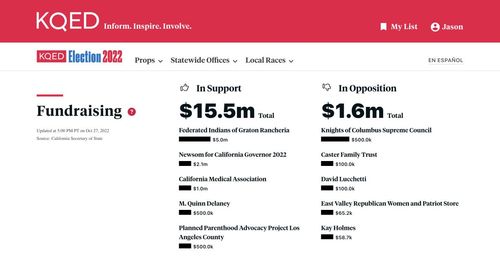 KQED Inform. Inspire. Involve.
My List
Jason
KQED Election 2022
Props
Statewide Offices
Local Races
EN ESPAÑOL
Fundraising ?
Updated at 5:00 PM PT on Oct 27, 2022
Source: California Secretary of State
In Support
$15.5m Total
Federated Indians of Graton Rancheria
$5.0m
Newsom for California Governor 2022
$2.1m
California Medical Association
$1.0m
M. Quinn Delaney
$500.0k
Planned Parenthood Advocacy Project Los
Angeles County
$500.0k
In Opposition
$1.6m Total
Knights of Columbus Supreme Council
$500.0k
Caster Family Trust
$100.0k
David Lucchetti
$100.0k
East Valley Republican Women and Patriot Store
$65.2k
Kay Holmes
$58.7k